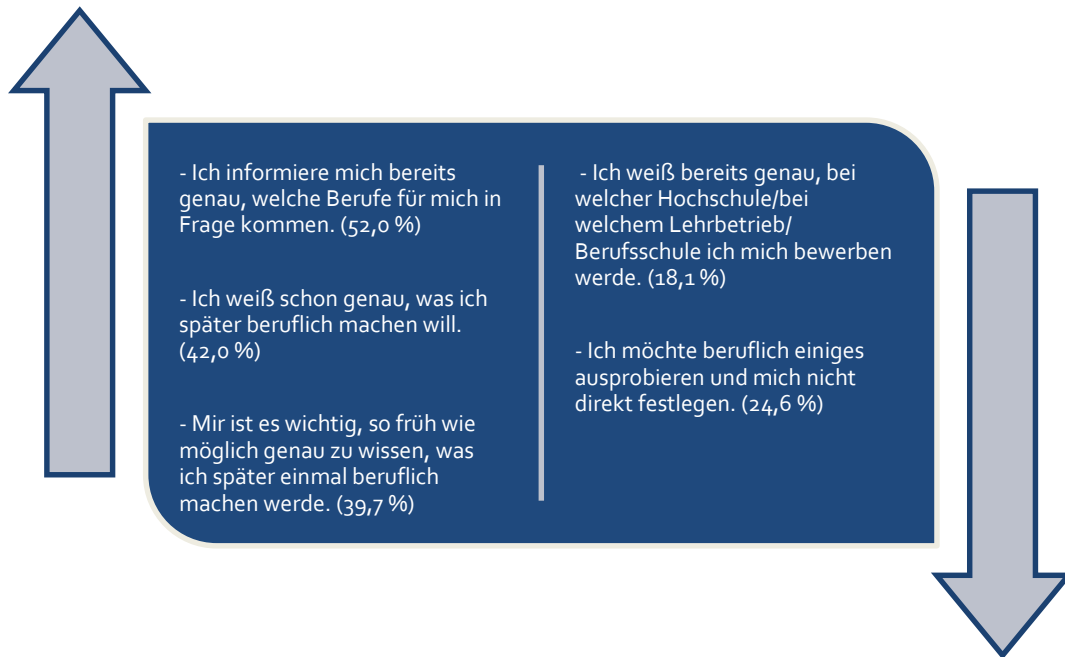 - Ich informiere mich bereits
genau, welche Berufe für mich in
Frage kommen. (52,0 %)
- Ich weiß schon genau, was ich
später beruflich machen will.
(42,0 %)
- Mir ist es wichtig, so früh wie
möglich genau zu wissen, was
ich später einmal beruflich
machen werde. (39,7 %)
- Ich weiß bereits genau, bei
welcher Hochschule/bei
welchem Lehrbetrieb/
Berufsschule ich mich bewerben
werde. (18,1 %)
- Ich möchte beruflich einiges
ausprobieren und mich nicht
direkt festlegen. (24,6 %)